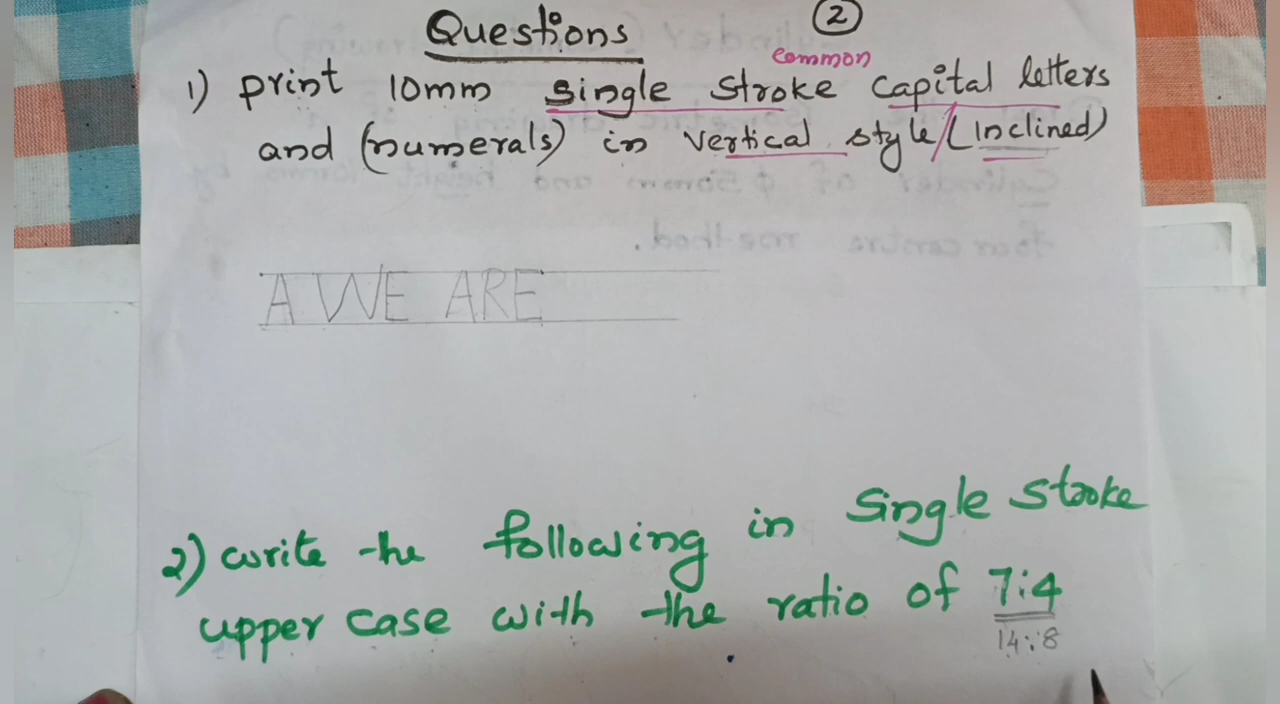 Questions
2
common
1) print 10mm single stroke capital letters
and (numerals) in vertical style/(Inclined)
A WE ARE
2) write the following in single stroke
upper case with the ratio of 7:4
14:8